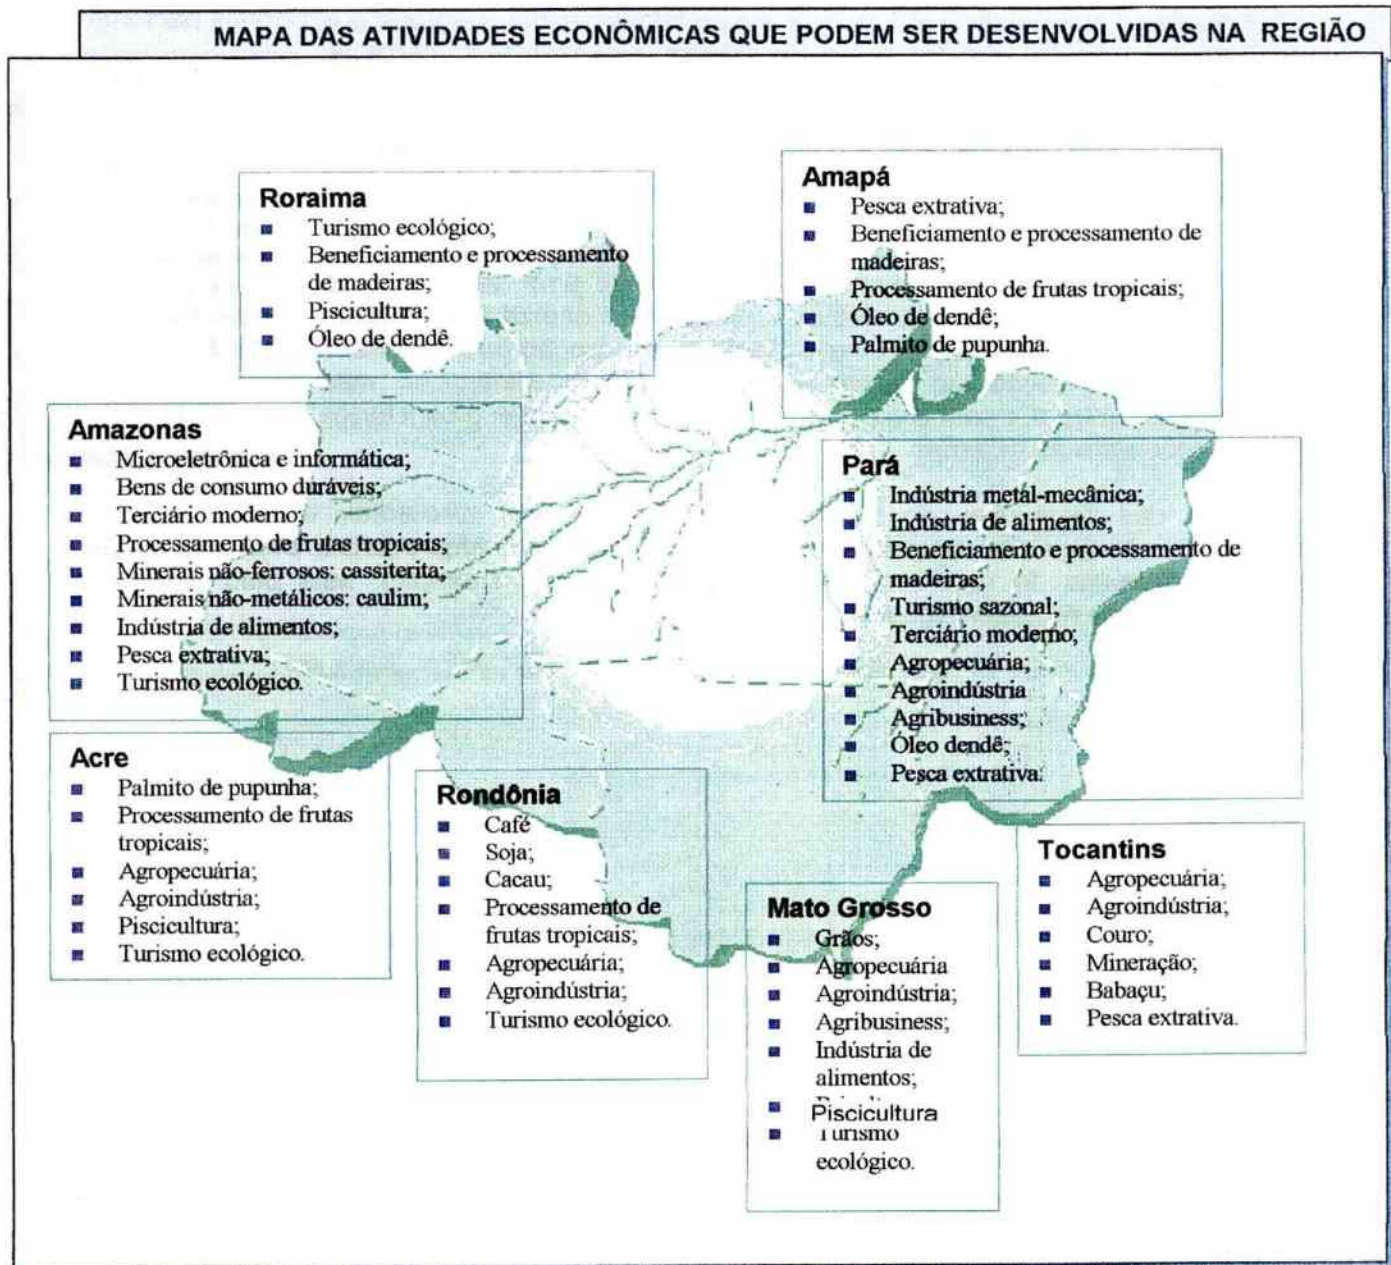 MAPA DAS ATIVIDADES ECONÔMICAS QUE PODEM SER DESENVOLVIDAS NA REGIÃO
Roraima
Turismo ecológico;
Beneficiamento e processamento
de madeiras;
Piscicultura;
Óleo de dendê.
Amapá
Pesca extrativa;
Beneficiamento e processamento de
madeiras;
Processamento de frutas tropicais;
Óleo de dendê;
Palmito de pupunha.
Amazonas
Microeletrônica e informática;
Bens de consumo duráveis;
Terciário moderno;
Processamento de frutas tropicais;
Minerais não-ferrosos: cassiterita;
Minerais não-metálicos: caulim;
Indústria de alimentos;
Pesca extrativa;
Turismo ecológico.
Pará
Indústria metal-mecânica;
Indústria de alimentos;
Beneficiamento e processamento de
madeiras;
Turismo sazonal;
Terciário moderno;
Agropecuária;
Agroindústria
Agribusiness;
Óleo dendê;
Pesca extrativa.
Acre
Palmito de pupunha;
Processamento de frutas
tropicais;
Agropecuária;
Agroindústria;
Piscicultura;
Turismo ecológico.
Rondônia
Café
Soja;
Cacau;
Processamento de
frutas tropicais;
Agropecuária;
Agroindústria;
Turismo ecológico.
Mato Grosso
Grãos;
Agropecuária
Agroindústria;
Agribusiness;
Indústria de
alimentos;
Piscicultura
Turismo
ecológico.
Tocantins
Agropecuária;
Agroindústria;
Couro;
Mineração;
Babaçu;
Pesca extrativa.